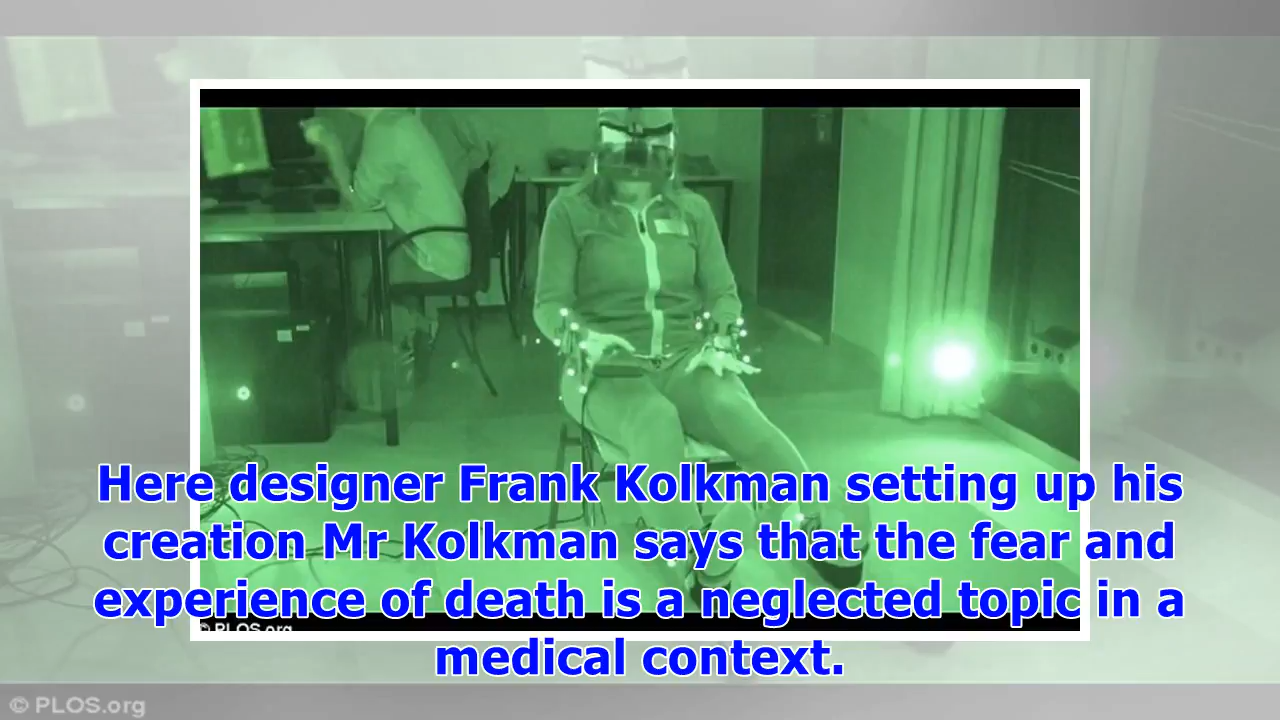 Here designer Frank Kolkman setting up his
creation Mr Kolkman says that the fear and
experience of death is a neglected topic in a
medical context.
© PLOS.org
© PLOS.org